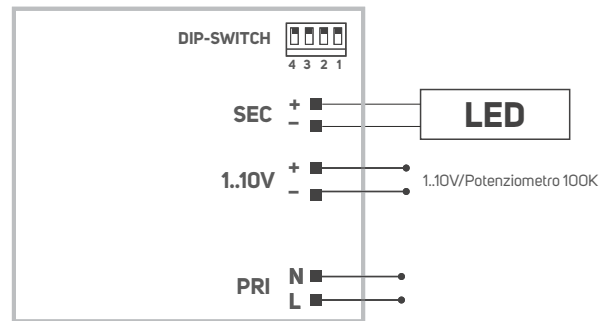 DIP-SWITCH
4 3 2 1
SEC + −
LED
1..10V + −
1..10V/Potenziometro 100K
PRI N L